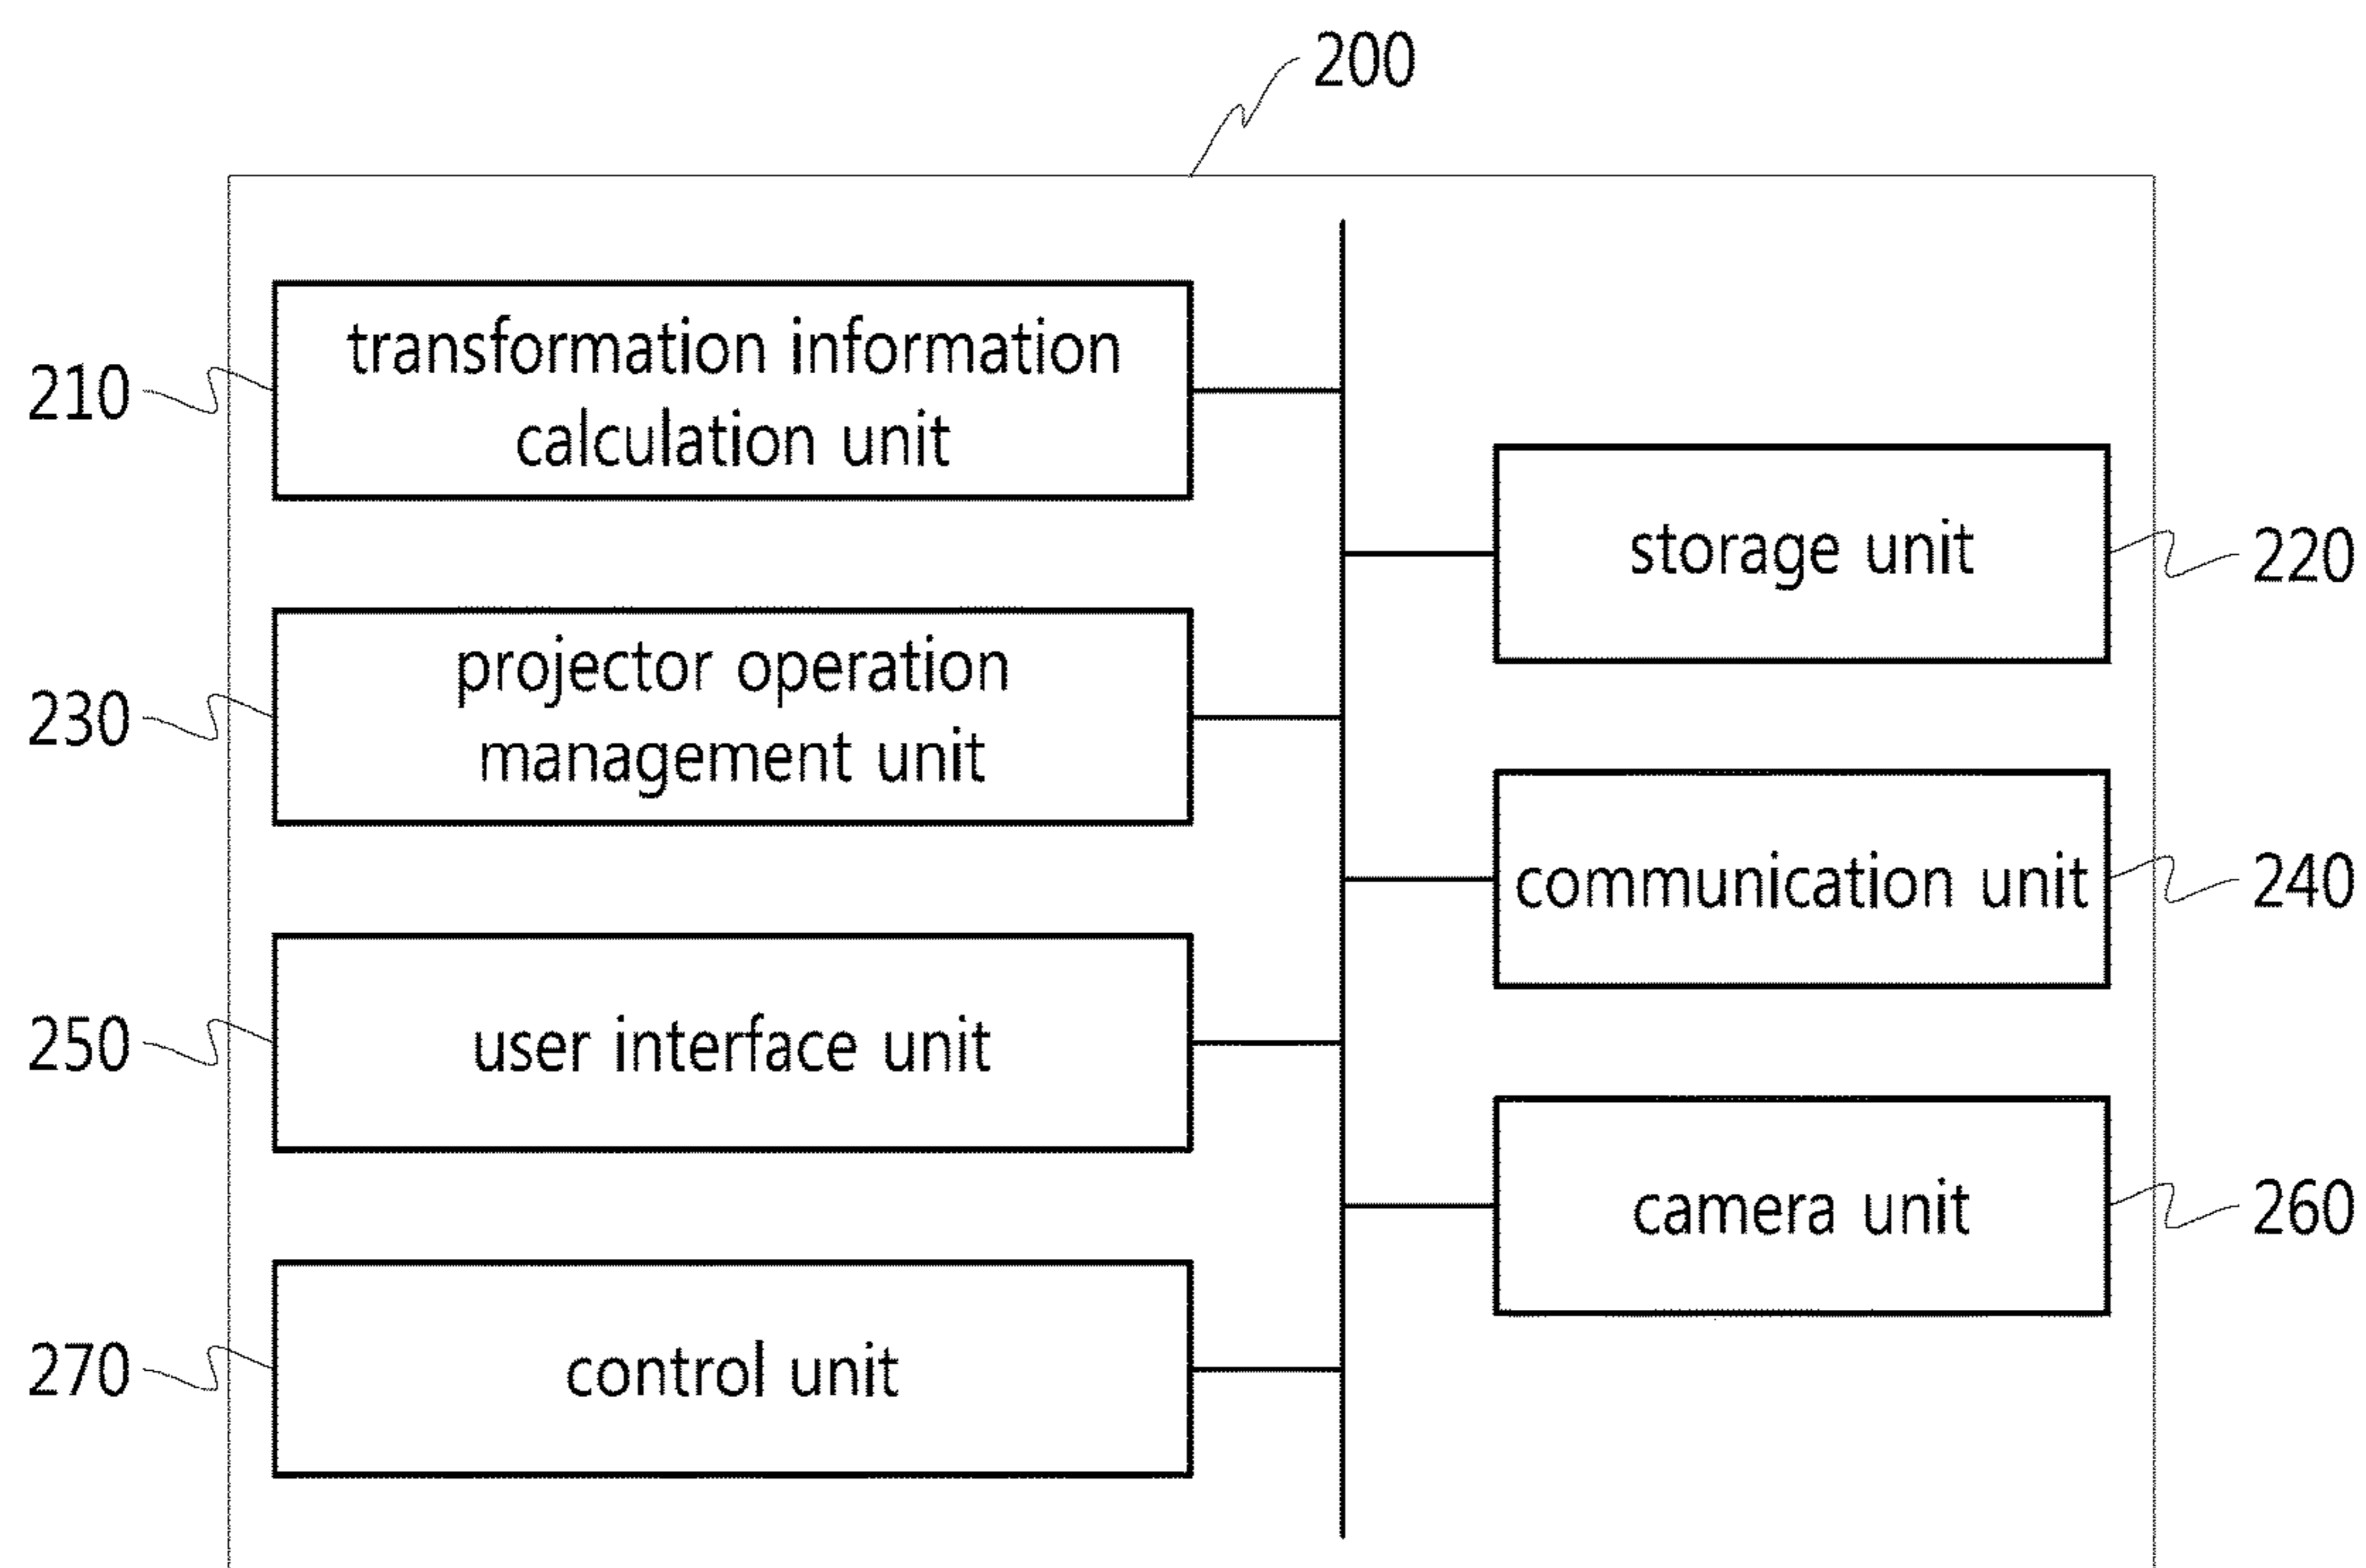 200
210
transformation information
calculation unit
storage unit
220
230
projector operation
management unit
communication unit
240
250
user interface unit
camera unit
260
270
control unit